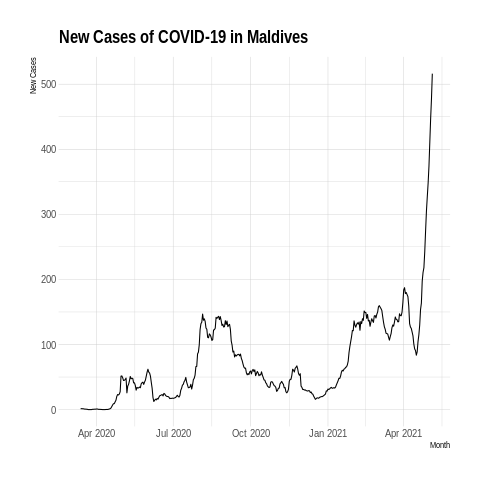 New Cases of COVID-19 in Maldives
New Cases
500
400
300
200
100
0
Apr 2020
Jul 2020
Oct 2020
Jan 2021
Apr 2021
Month